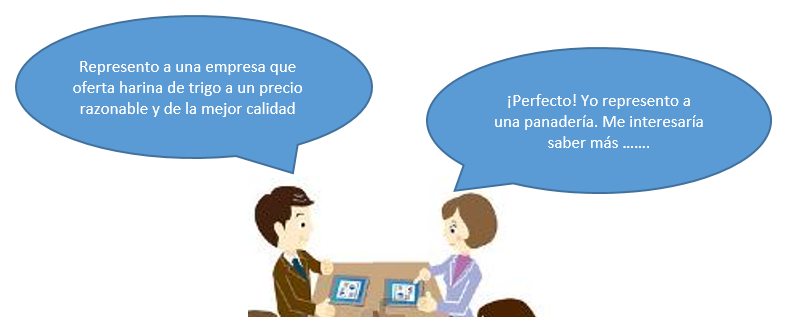 Represento a una empresa que
oferta harina de trigo a un precio
razonable y de la mejor calidad
¡Perfecto! Yo represento a
una panadería. Me interesaría
saber más …….